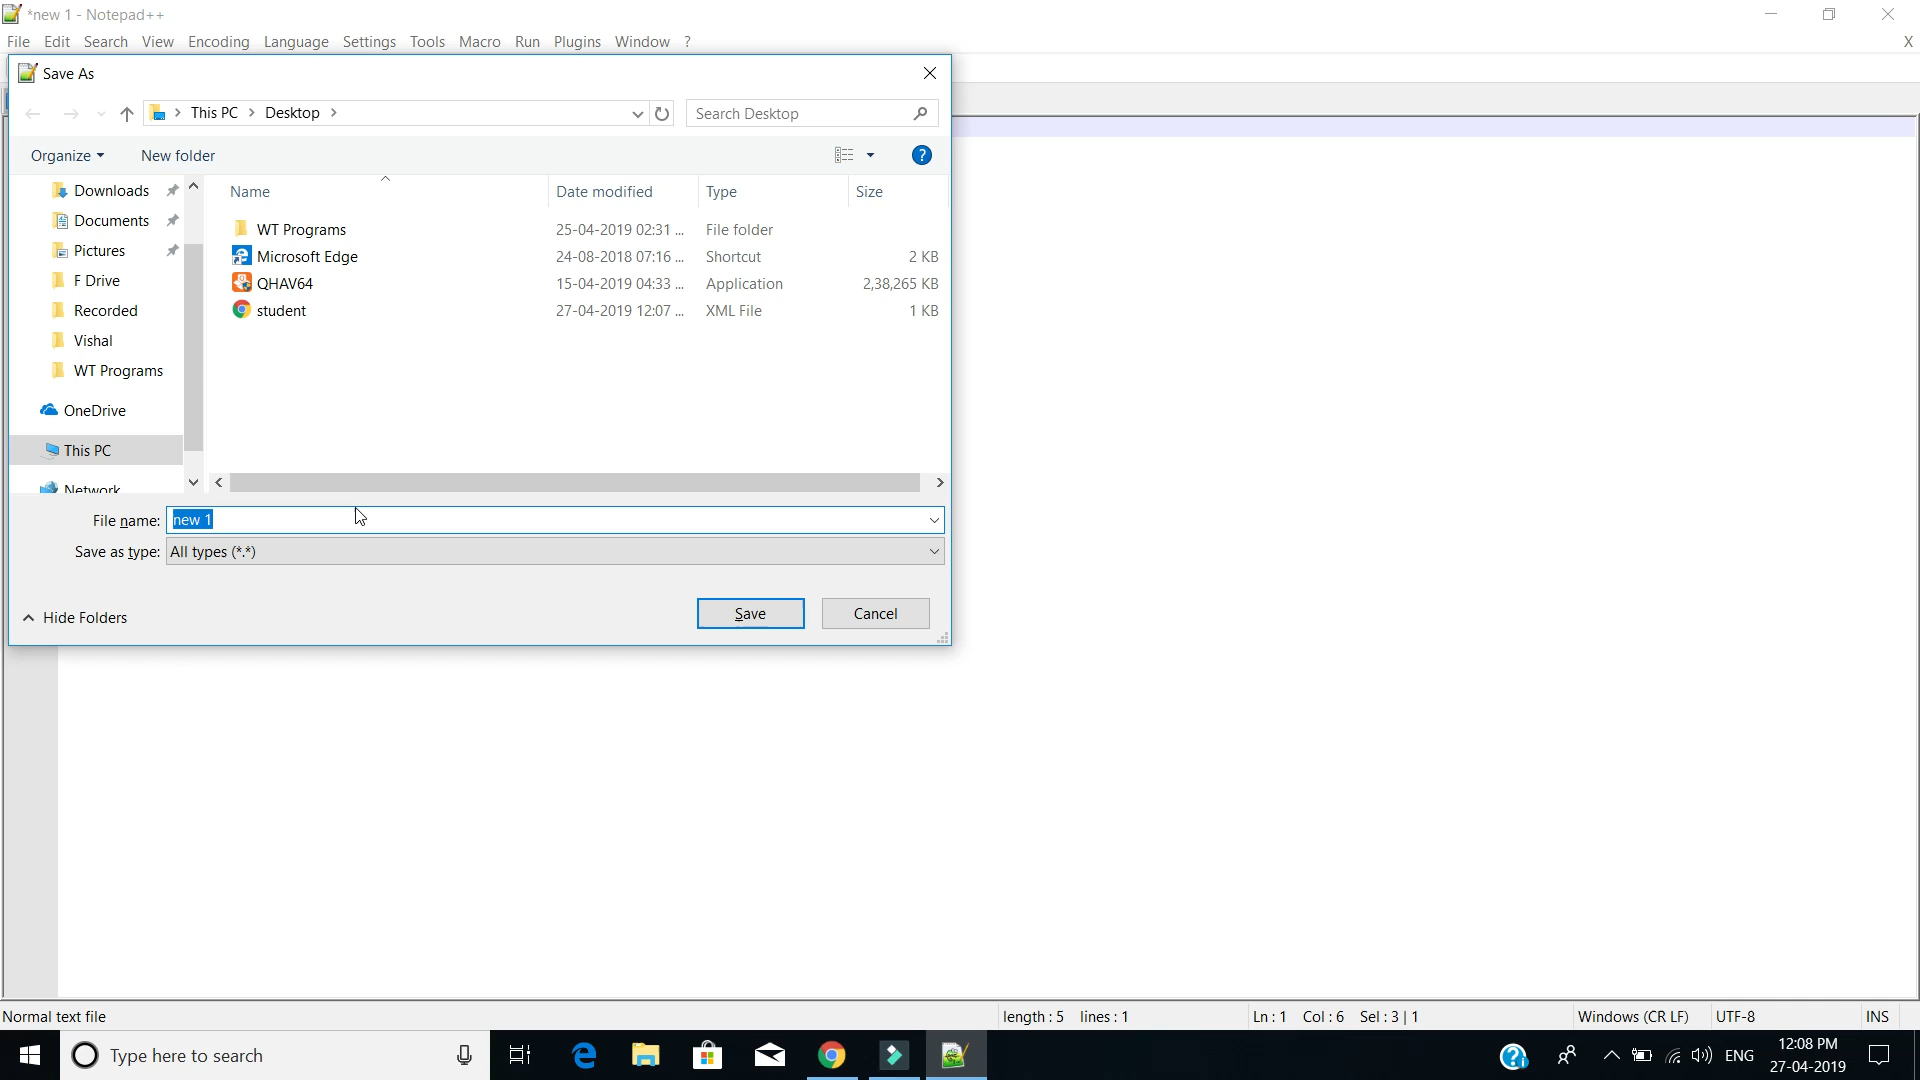 *new 1 - Notepad++
File Edit Search View Encoding Language Settings Tools Macro Run Plugins Window ? X
Save As
This PC > Desktop >
Search Desktop
Organize New folder
Name Date modified Type Size
Downloads
Documents
Pictures
F Drive
Recorded
Vishal
WT Programs
OneDrive
This PC
Network
WT Programs 25-04-2019 02:31 ... File folder
Microsoft Edge 24-08-2018 07:16 ... Shortcut 2 KB
QHAV64 15-04-2019 04:33 ... Application 2,38,265 KB
student 27-04-2019 12:07 ... XML File 1 KB
File name: new 1
Save as type: All types (*.*)
Hide Folders
Save Cancel
Normal text file length : 5 lines : 1 Ln : 1 Col : 6 Sel : 3 | 1 Windows (CR LF) UTF-8 INS
Type here to search
ENG
12:08 PM
27-04-2019